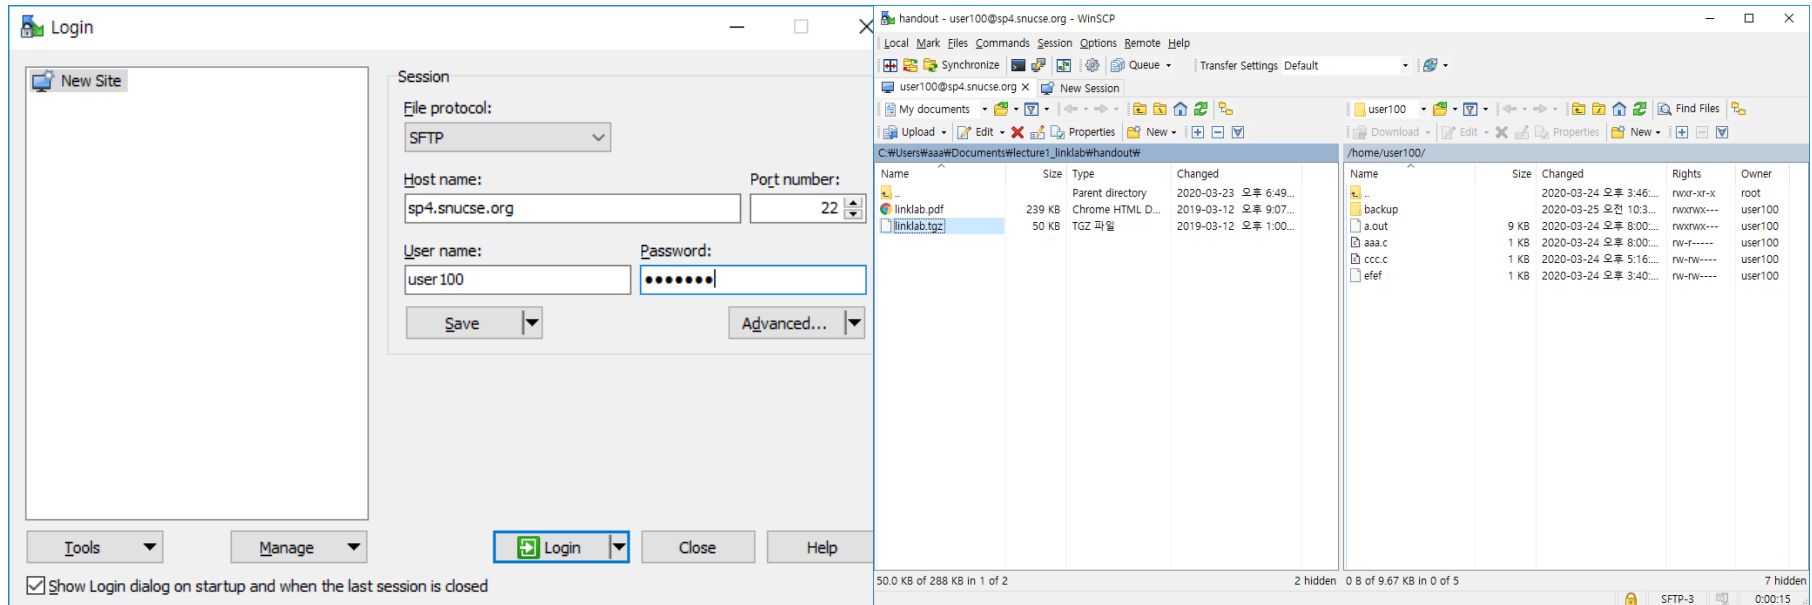 Login
New Site
Session
File protocol:
SFTP
Host name:
Port number:
sp4.snucse.org
22
User name:
Password:
user100
●●●●●●●
Save
Advanced...
Tools
Manage
Login
Close
Help
Show Login dialog on startup and when the last session is closed
handout - user100@sp4.snucse.org - WinSCP
Local Mark Files Commands Session Options Remote Help
Synchronize Queue Transfer Settings Default
user100@sp4.snucse.org × New Session
My documents
Upload Edit Properties New
C:₩Users₩aaa₩Documents₩lecture1_linklab₩handout₩
Name Size Type Changed
.. Parent directory 2020-03-23 오후 6:49...
linklab.pdf 239 KB Chrome HTML D... 2019-03-12 오후 9:07...
linklab.tgz 50 KB TGZ 파일 2019-03-12 오후 1:00...
50.0 KB of 288 KB in 1 of 2 2 hidden
user100 Find Files
Download Edit Properties New
/home/user100/
Name Size Changed Rights Owner
.. 2020-03-24 오후 3:46:... rwxr-xr-x root
backup 2020-03-25 오전 10:3... rwxrwx--- user100
a.out 9 KB 2020-03-24 오후 8:00:... rwxrwx--- user100
aaa.c 1 KB 2020-03-24 오후 8:00:... rw-r----- user100
ccc.c 1 KB 2020-03-24 오후 5:16:... rw-rw---- user100
efef 1 KB 2020-03-24 오후 3:40:... rw-rw---- user100
0 B of 9.67 KB in 0 of 5 7 hidden
SFTP-3 0:00:15